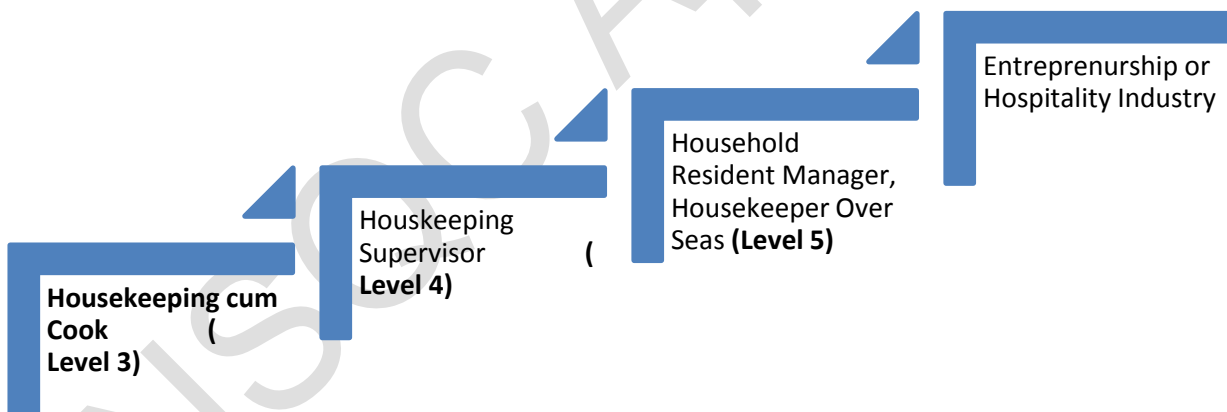 Entreprenurship or
Hospitality Industry
Household
Resident Manager,
Housekeeper Over
Seas (Level 5)
Houskeeping
Supervisor (
Level 4)
Housekeeping cum
Cook (
Level 3)
NSQC A